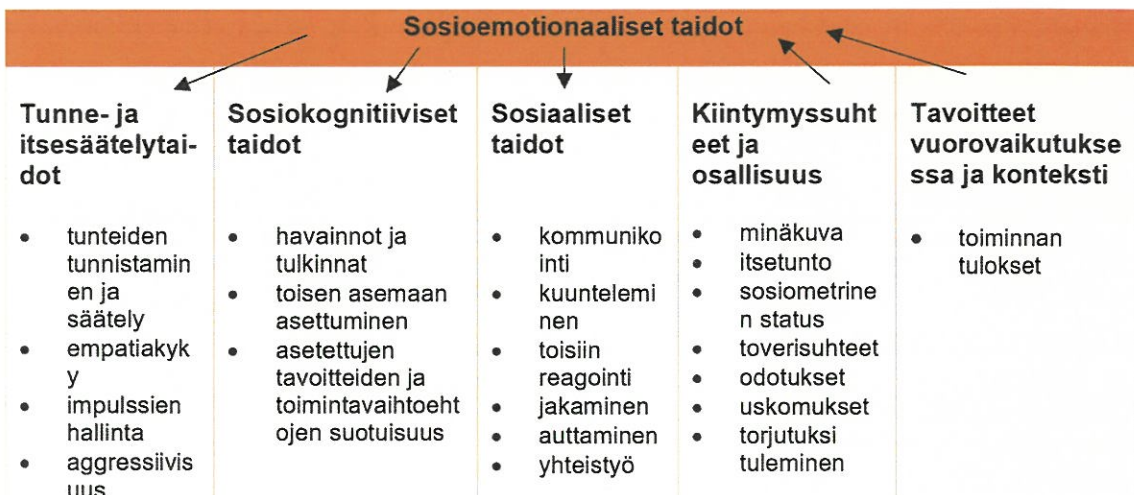 Sosioemotionaaliset taidot
Tunne- ja
itsesäätelytai-
dot
• tunteiden
tunnistamin
en ja
säätely
• empatiakyk
y
• impulssien
hallinta
• aggressiivis
uus
Sosiokognitiiviset
taidot
• havainnot ja
tulkinnat
• toisen asemaan
asettuminen
• asetettujen
tavoitteiden ja
toimintavaihtoeht
ojen suotuisuus
Sosiaaliset
taidot
• kommuniko
inti
• kuuntelemi
nen
• toisiin
reagointi
• jakaminen
• auttaminen
• yhteistyö
Kiintymyssuht
eet ja
osallisuus
• minäkuva
• itsetunto
• sosiometrine
n status
• toverisuhteet
• odotukset
• uskomukset
• torjutuksi
tuleminen
Tavoitteet
vuorovaikutukse
ssa ja konteksti
• toiminnan
tulokset